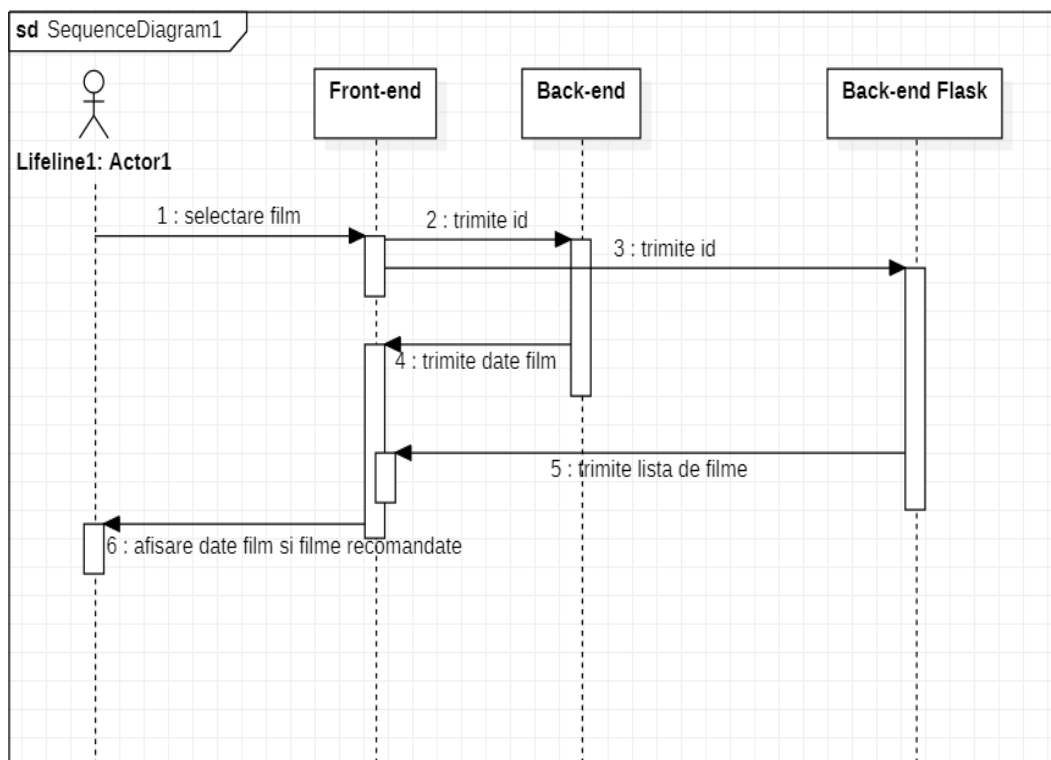 sd SequenceDiagram1
Front-end
Back-end
Back-end Flask
Lifeline1: Actor1
1 : selectare film
2 : trimite id
3 : trimite id
4 : trimite date film
5 : trimite lista de filme
6 : afisare date film si filme recomandate